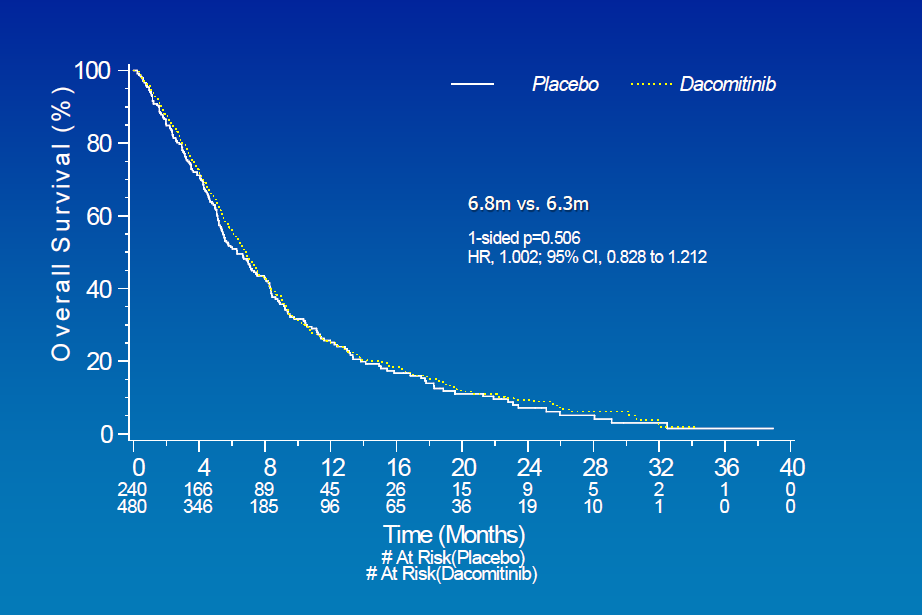 Overall Survival (%)
100
80
60
40
20
0
Placebo
Dacomitinib
6.8m vs. 6.3m
1-sided p=0.506
HR, 1.002; 95% CI, 0.828 to 1.212
0 4 8 12 16 20 24 28 32 36 40
240 166 89 45 26 15 9 5 2 1 0
480 346 185 96 65 36 19 10 1 0 0
Time (Months)
# At Risk(Placebo)
# At Risk(Dacomitinib)